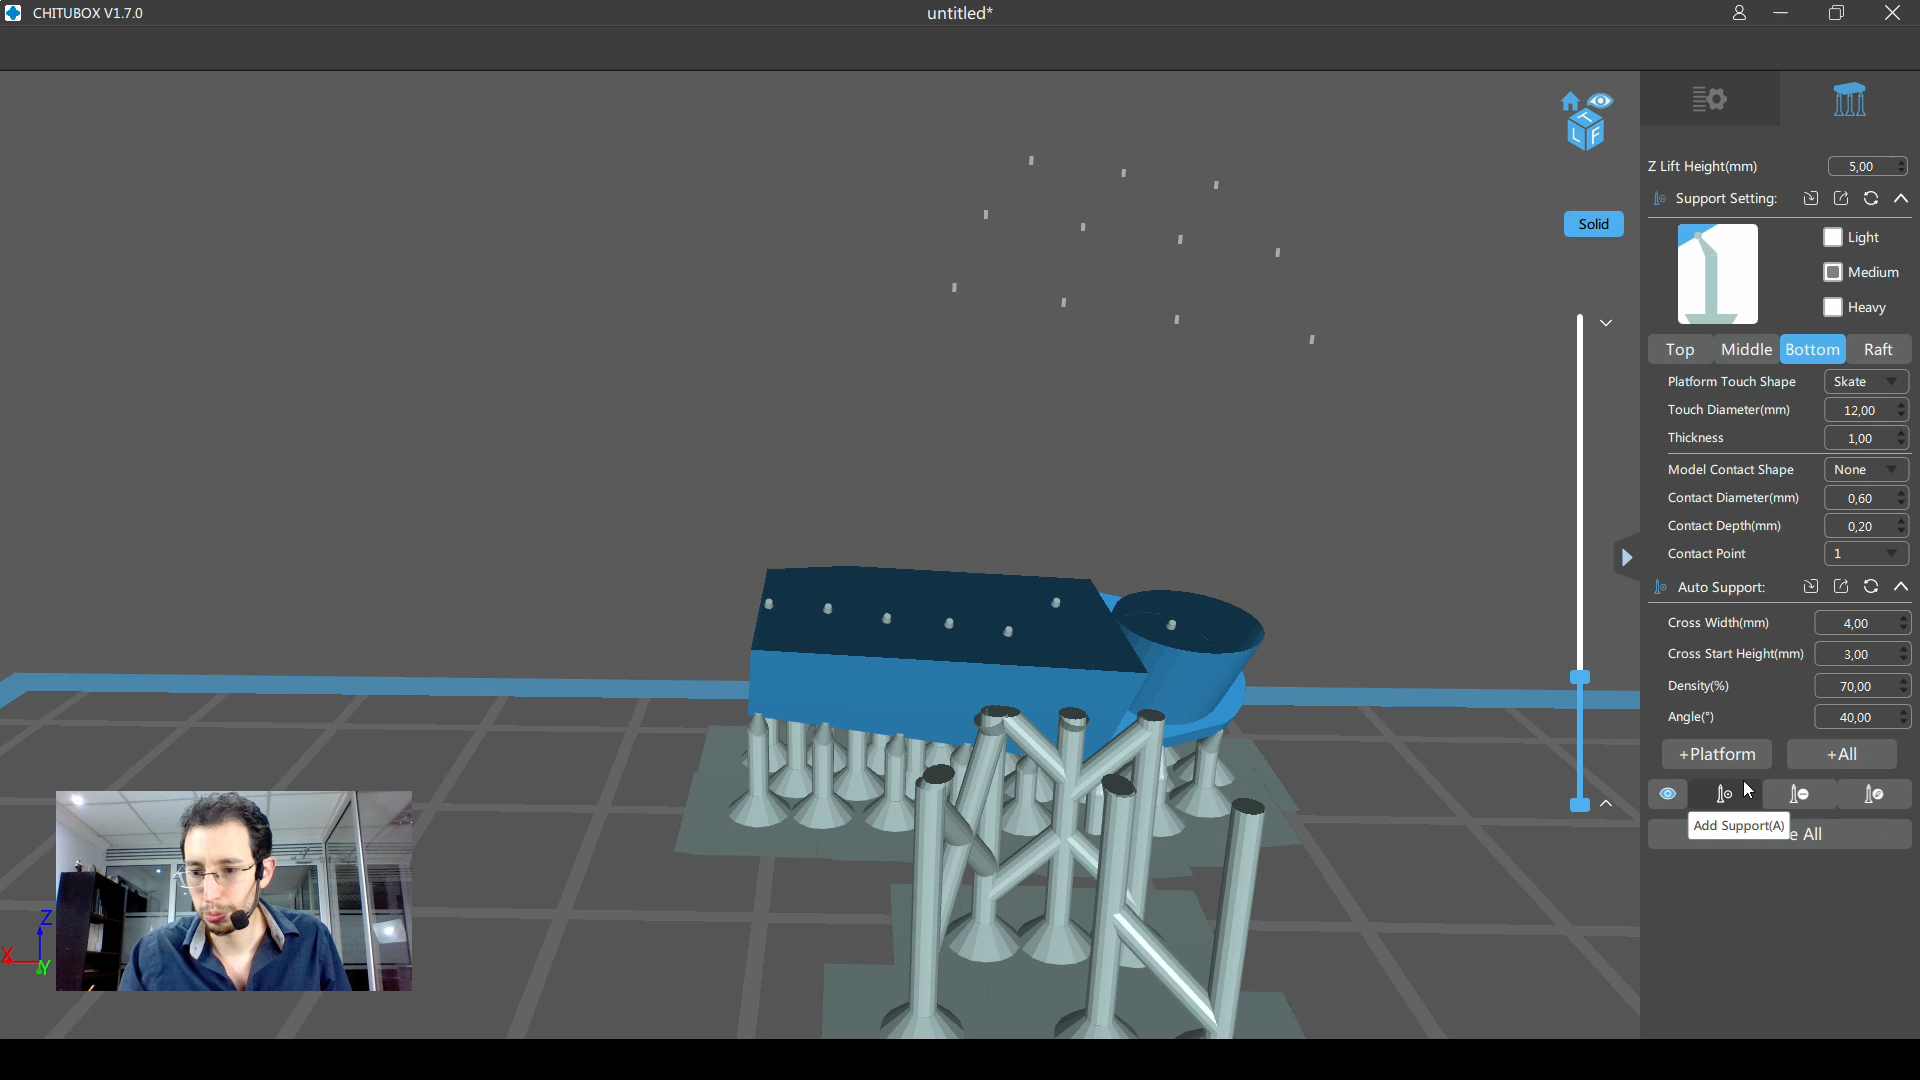 CHITUBOX V1.7.0
untitled*
T
L F
Solid
Z Lift Height(mm) 5,00
Support Setting:
Light
Medium
Heavy
Top Middle Bottom Raft
Platform Touch Shape Skate
Touch Diameter(mm) 12,00
Thickness 1,00
Model Contact Shape None
Contact Diameter(mm) 0,60
Contact Depth(mm) 0,20
Contact Point 1
Auto Support:
Cross Width(mm) 4,00
Cross Start Height(mm) 3,00
Density(%) 70,00
Angle(°) 40,00
+Platform +All
Add Support(A) e All
Z
X
Y